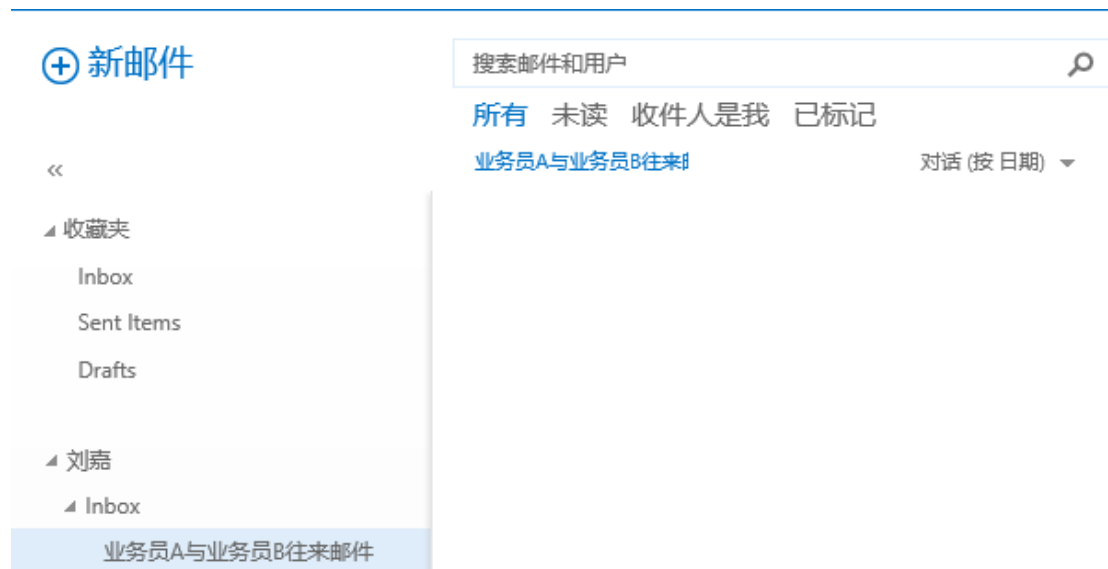 新邮件
搜索邮件和用户
所有 未读 收件人是我 已标记
业务员A与业务员B往来
对话 (按 日期)
收藏夹
Inbox
Sent Items
Drafts
刘嘉
Inbox
业务员A与业务员B往来邮件